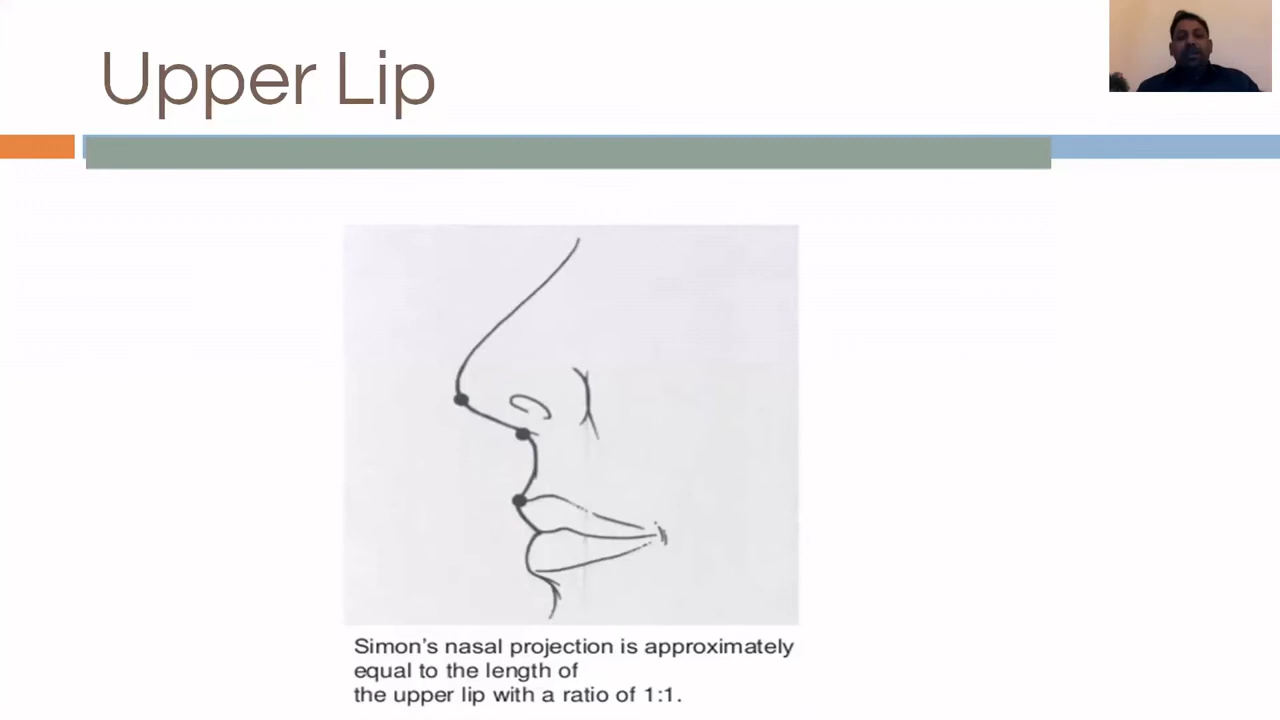 Upper Lip
Simon's nasal projection is approximately
equal to the length of
the upper lip with a ratio of 1:1.